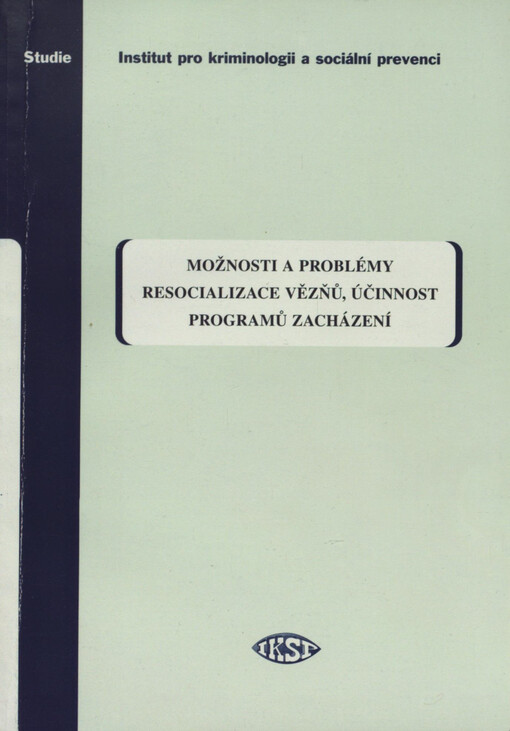 Studie
Institut pro kriminologii a sociální prevenci
MOŽNOSTI A PROBLÉMY
RESOCIALIZACE VĚZŇŮ, ÚČINNOST
PROGRAMŮ ZACHÁZENÍ
IKSP